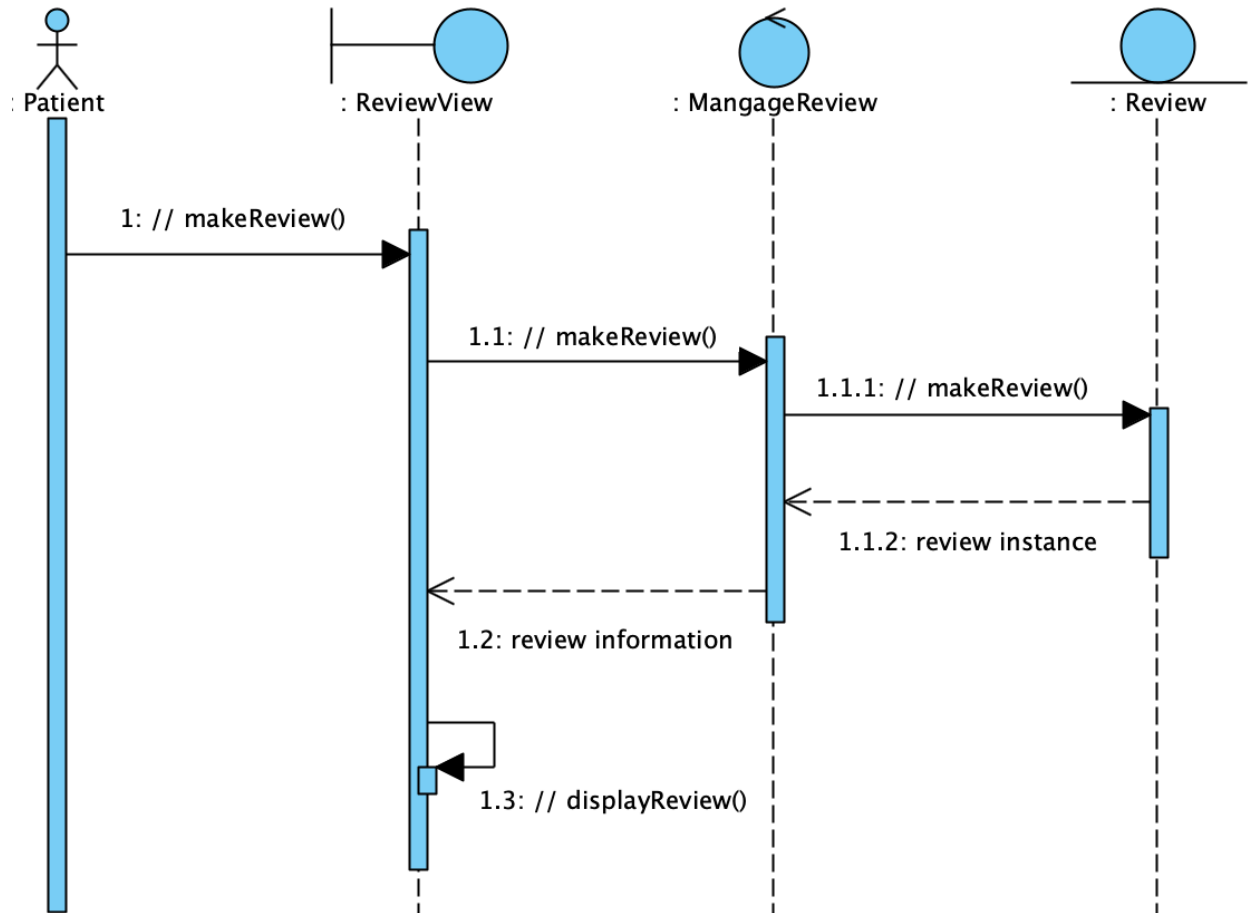 : Patient
: ReviewView
: MangageReview
: Review
1: // makeReview()
1.1: // makeReview()
1.1.1: // makeReview()
1.1.2: review instance
1.2: review information
1.3: // displayReview()